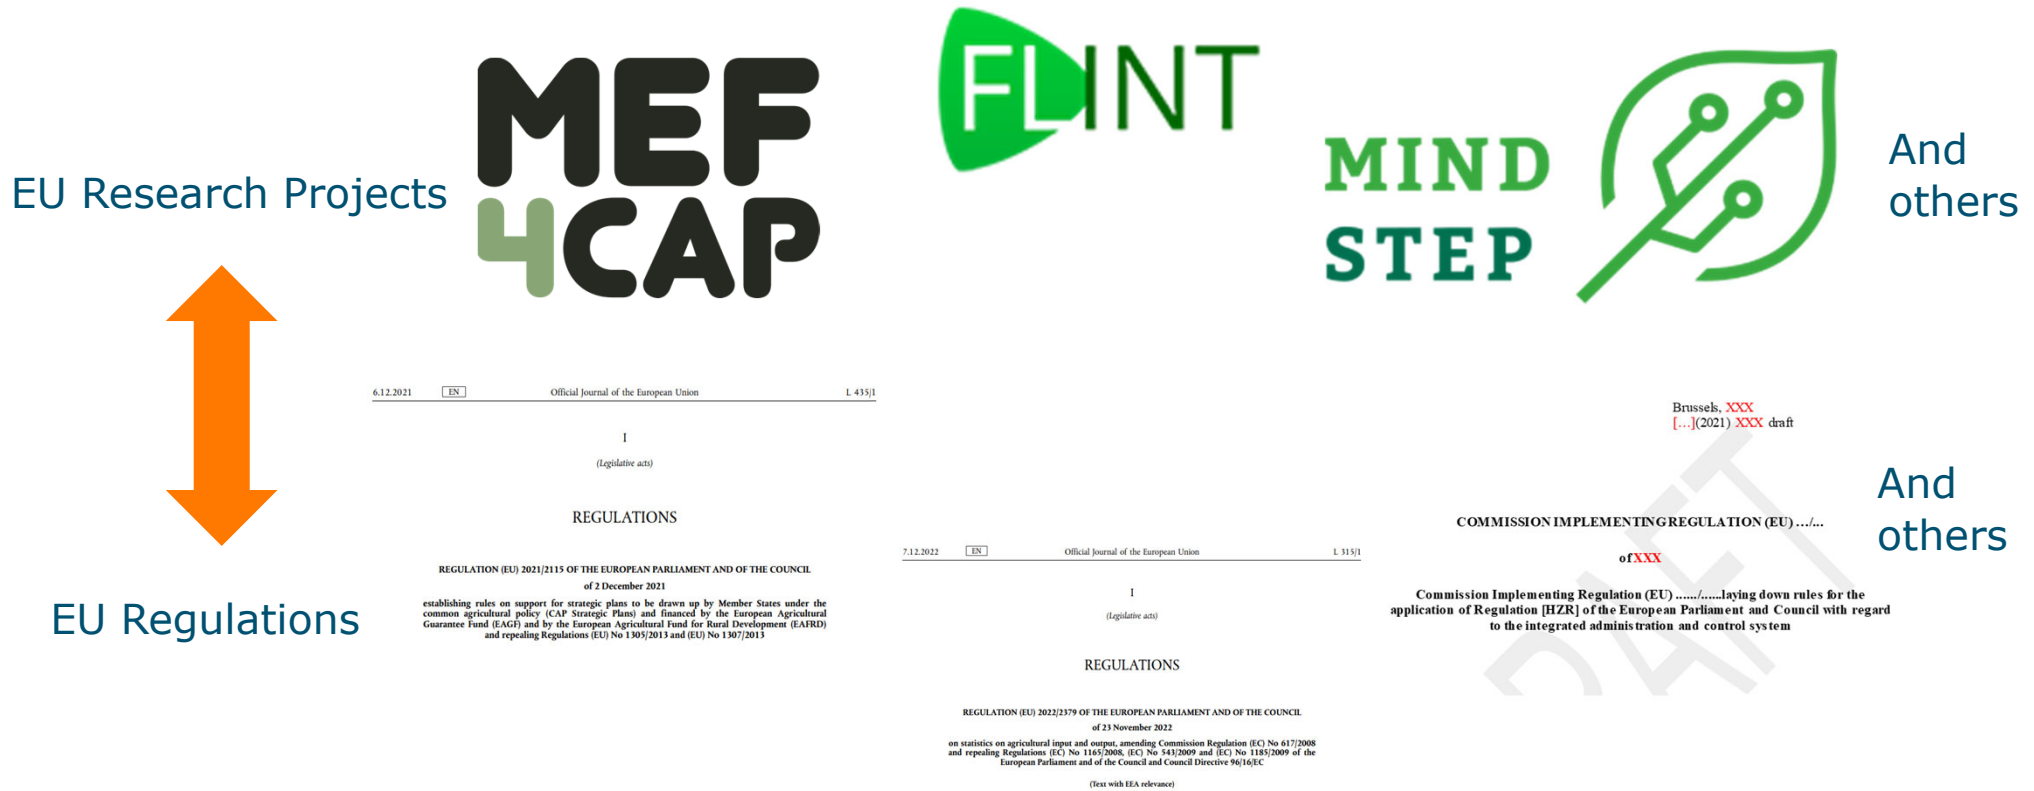 EU Research Projects
MEF
4CAP
FLINT
MIND
STEP
And
others
EU Regulations
6.12.2021 EN Official Journal of the European Union L 435/1
I
(Legislative acts)
REGULATIONS
REGULATION (EU) 2021/2115 OF THE EUROPEAN PARLIAMENT AND OF THE COUNCIL
of 2 December 2021
establishing rules on support for strategic plans to be drawn up by Member States under the
common agricultural policy (CAP Strategic Plans) and financed by the European Agricultural
Guarantee Fund (EAGF) and by the European Agricultural Fund for Rural Development (EAFRD)
and repealing Regulations (EU) No 1305/2013 and (EU) No 1307/2013
7.12.2022 EN Official Journal of the European Union L 315/1
I
(Legislative acts)
REGULATIONS
REGULATION (EU) 2022/2379 OF THE EUROPEAN PARLIAMENT AND OF THE COUNCIL
of 23 November 2022
on statistics on agricultural input and output, amending Commission Regulation (EC) No 617/2008
and repealing Regulations (EC) No 1165/2008, (EC) No 543/2009 and (EC) No 1185/2009 of the
European Parliament and of the Council and Council Directive 96/16/EC
(Text with EEA relevance)
Brussels, XXX
[…](2021) XXX draft
COMMISSION IMPLEMENTING REGULATION (EU) …/...
of XXX
Commission Implementing Regulation (EU) ....../......laying down rules for the
application of Regulation [HZR] of the European Parliament and Council with regard
to the integrated administration and control system
DRAFT
And
others